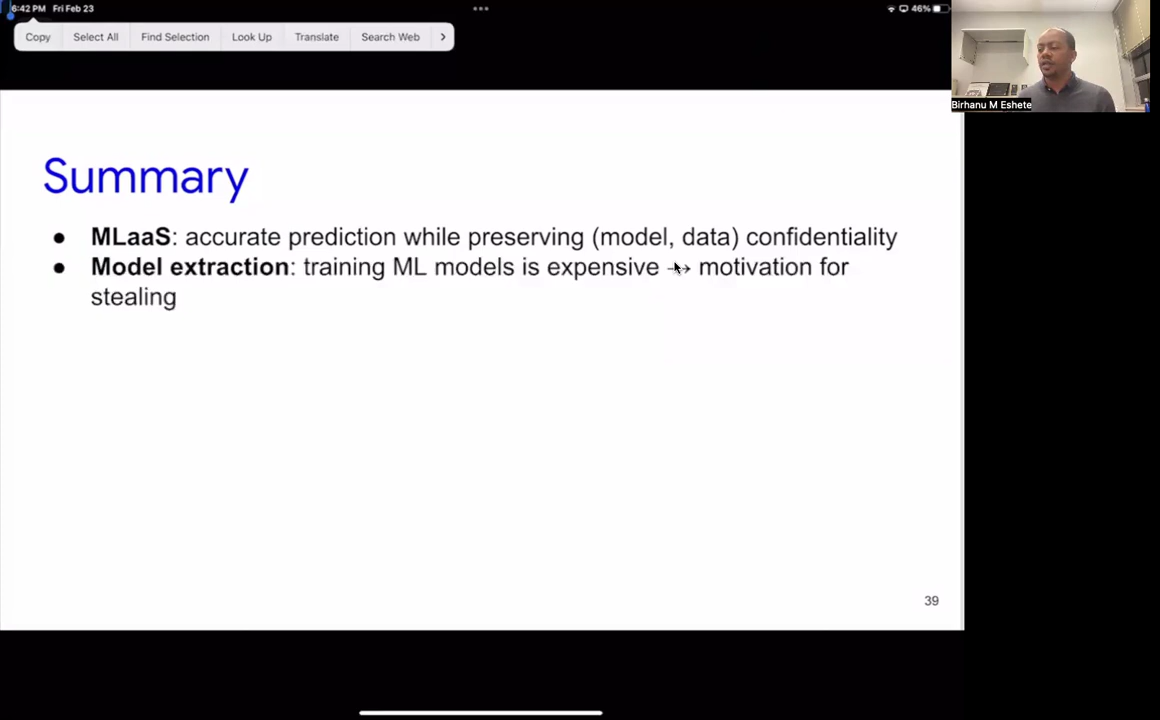 6:42 PM Fri Feb 23
46%
Copy Select All Find Selection Look Up Translate Search Web
Birhanu M Eshete
Summary
● MLaaS: accurate prediction while preserving (model, data) confidentiality
● Model extraction: training ML models is expensive → motivation for
stealing
39